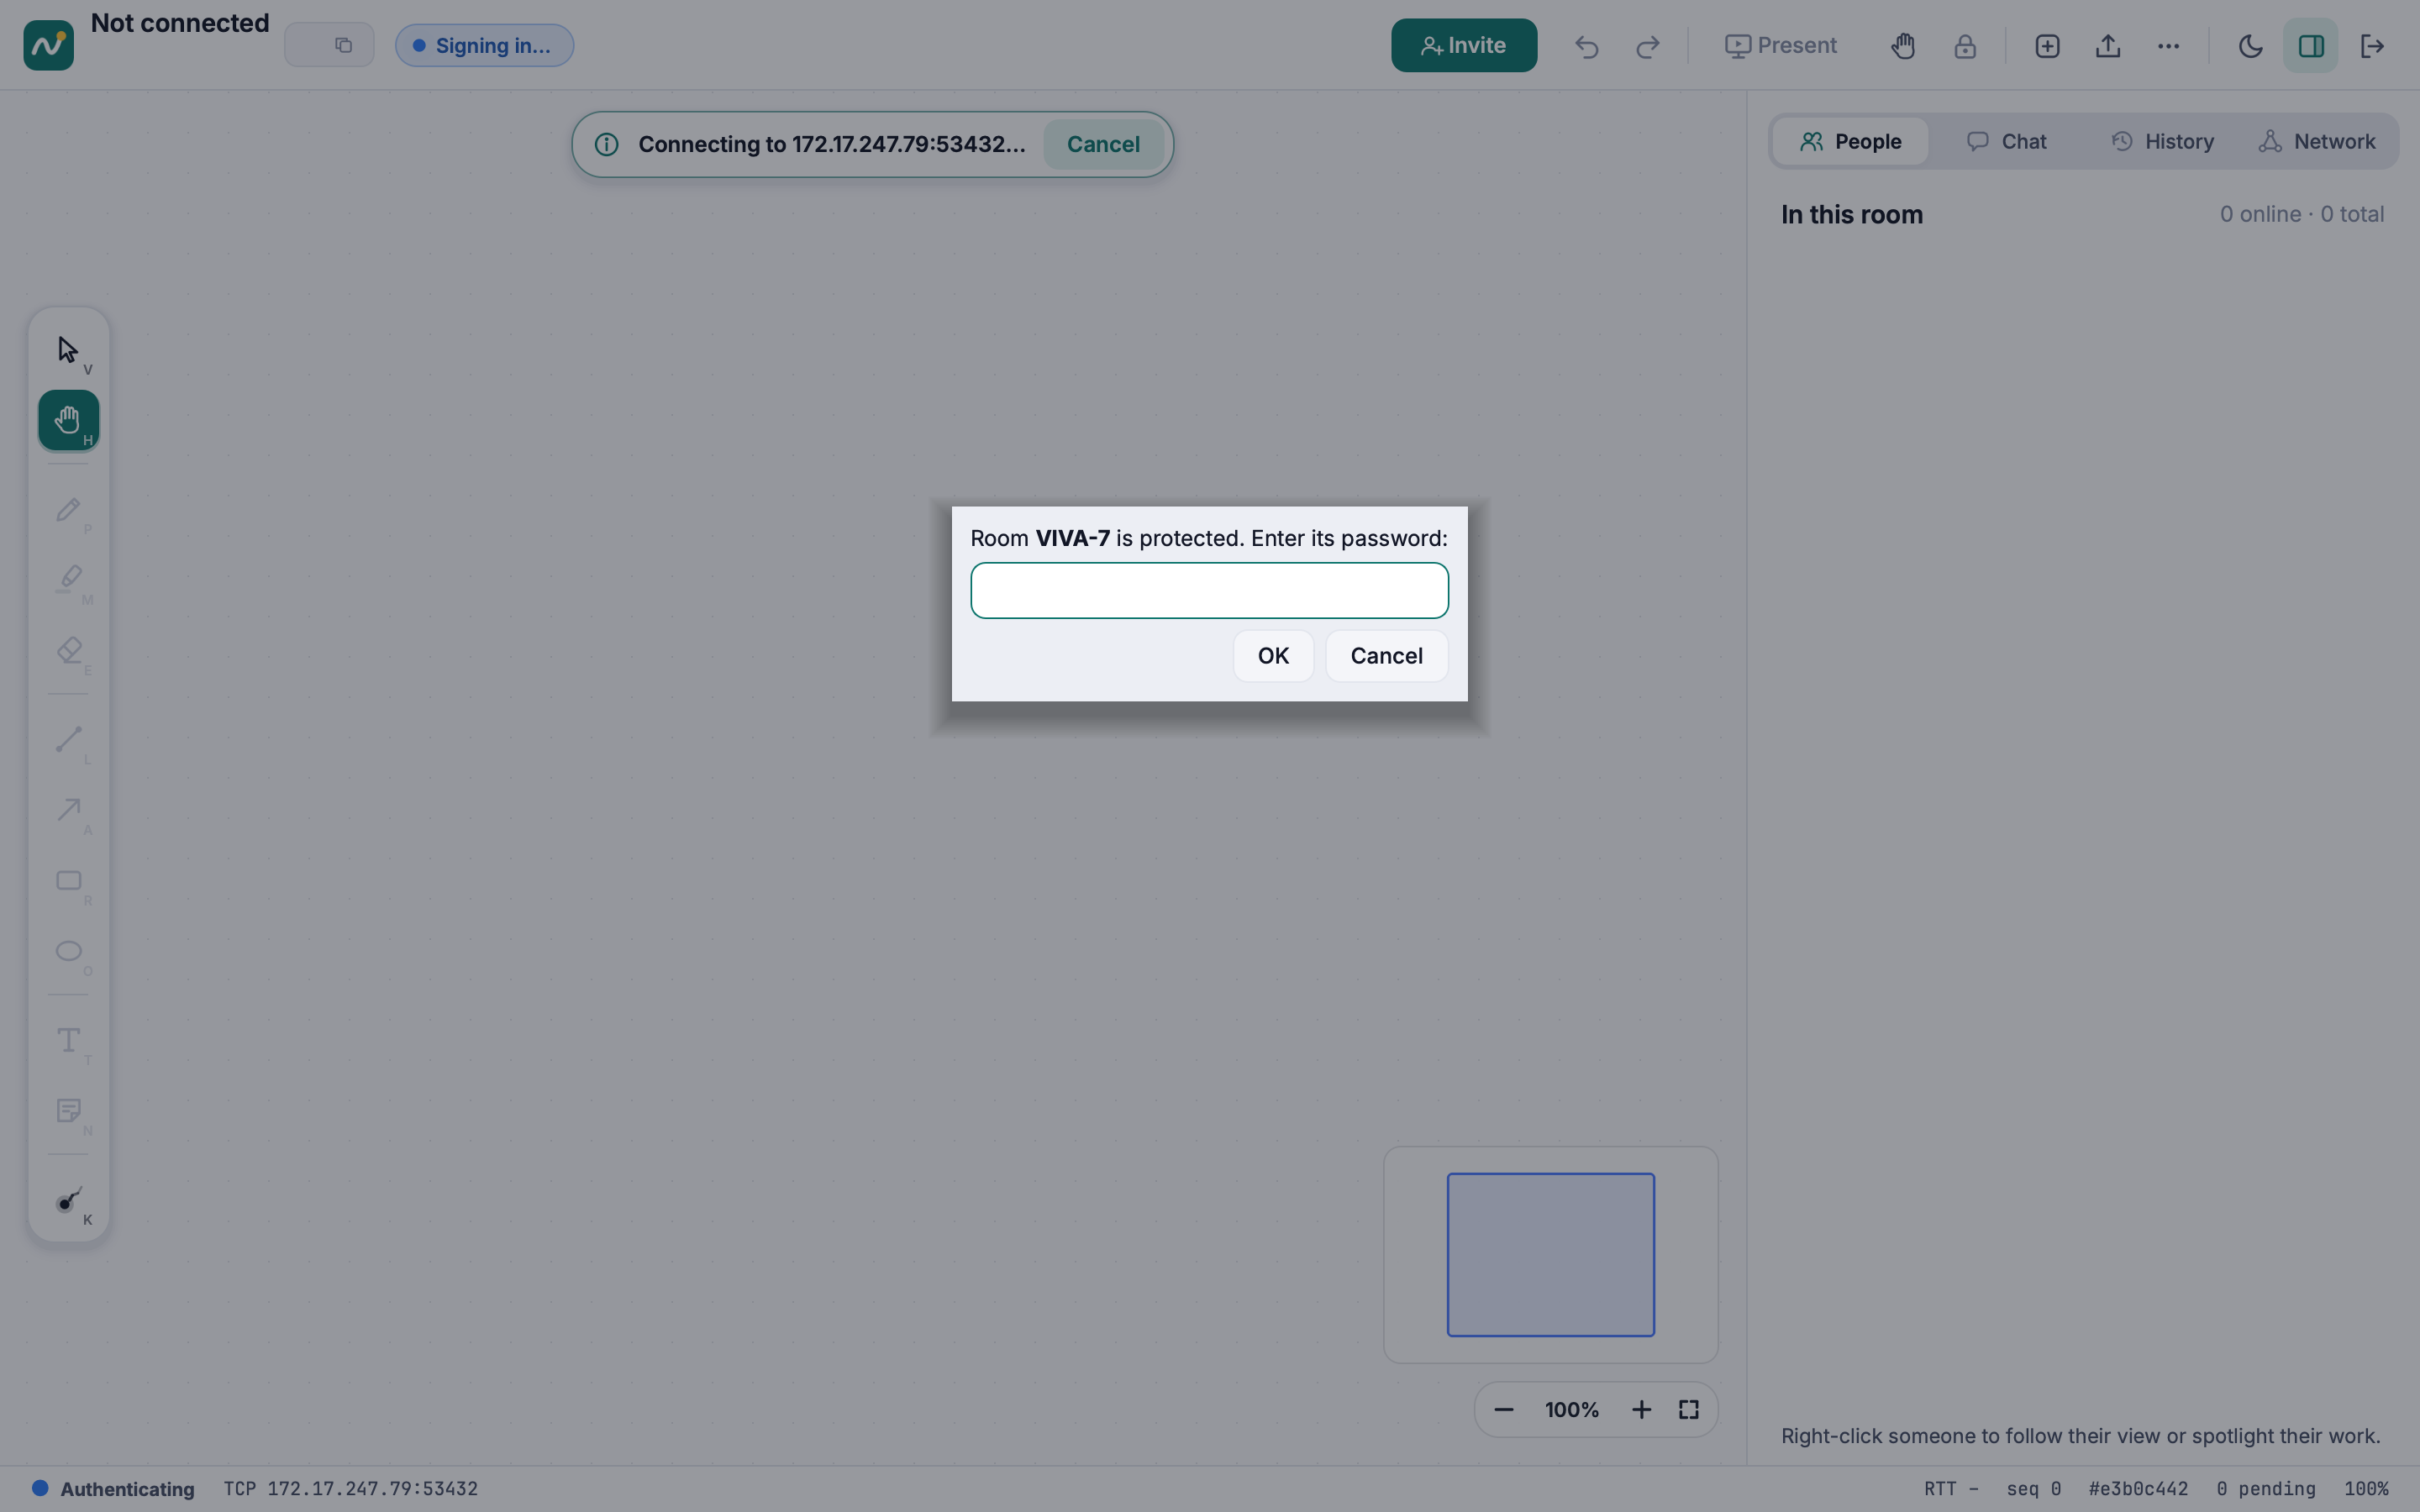 Not connected
Signing in...
Invite
Present
Connecting to 172.17.247.79:53432...
Cancel
People
Chat
History
Network
In this room
0 online · 0 total
V
H
P
M
E
L
A
R
O
T
N
K
Room VIVA-7 is protected. Enter its password:
OK
Cancel
100%
Right-click someone to follow their view or spotlight their work.
Authenticating
TCP 172.17.247.79:53432
RTT –
seq 0
#e3b0c442
0 pending
100%